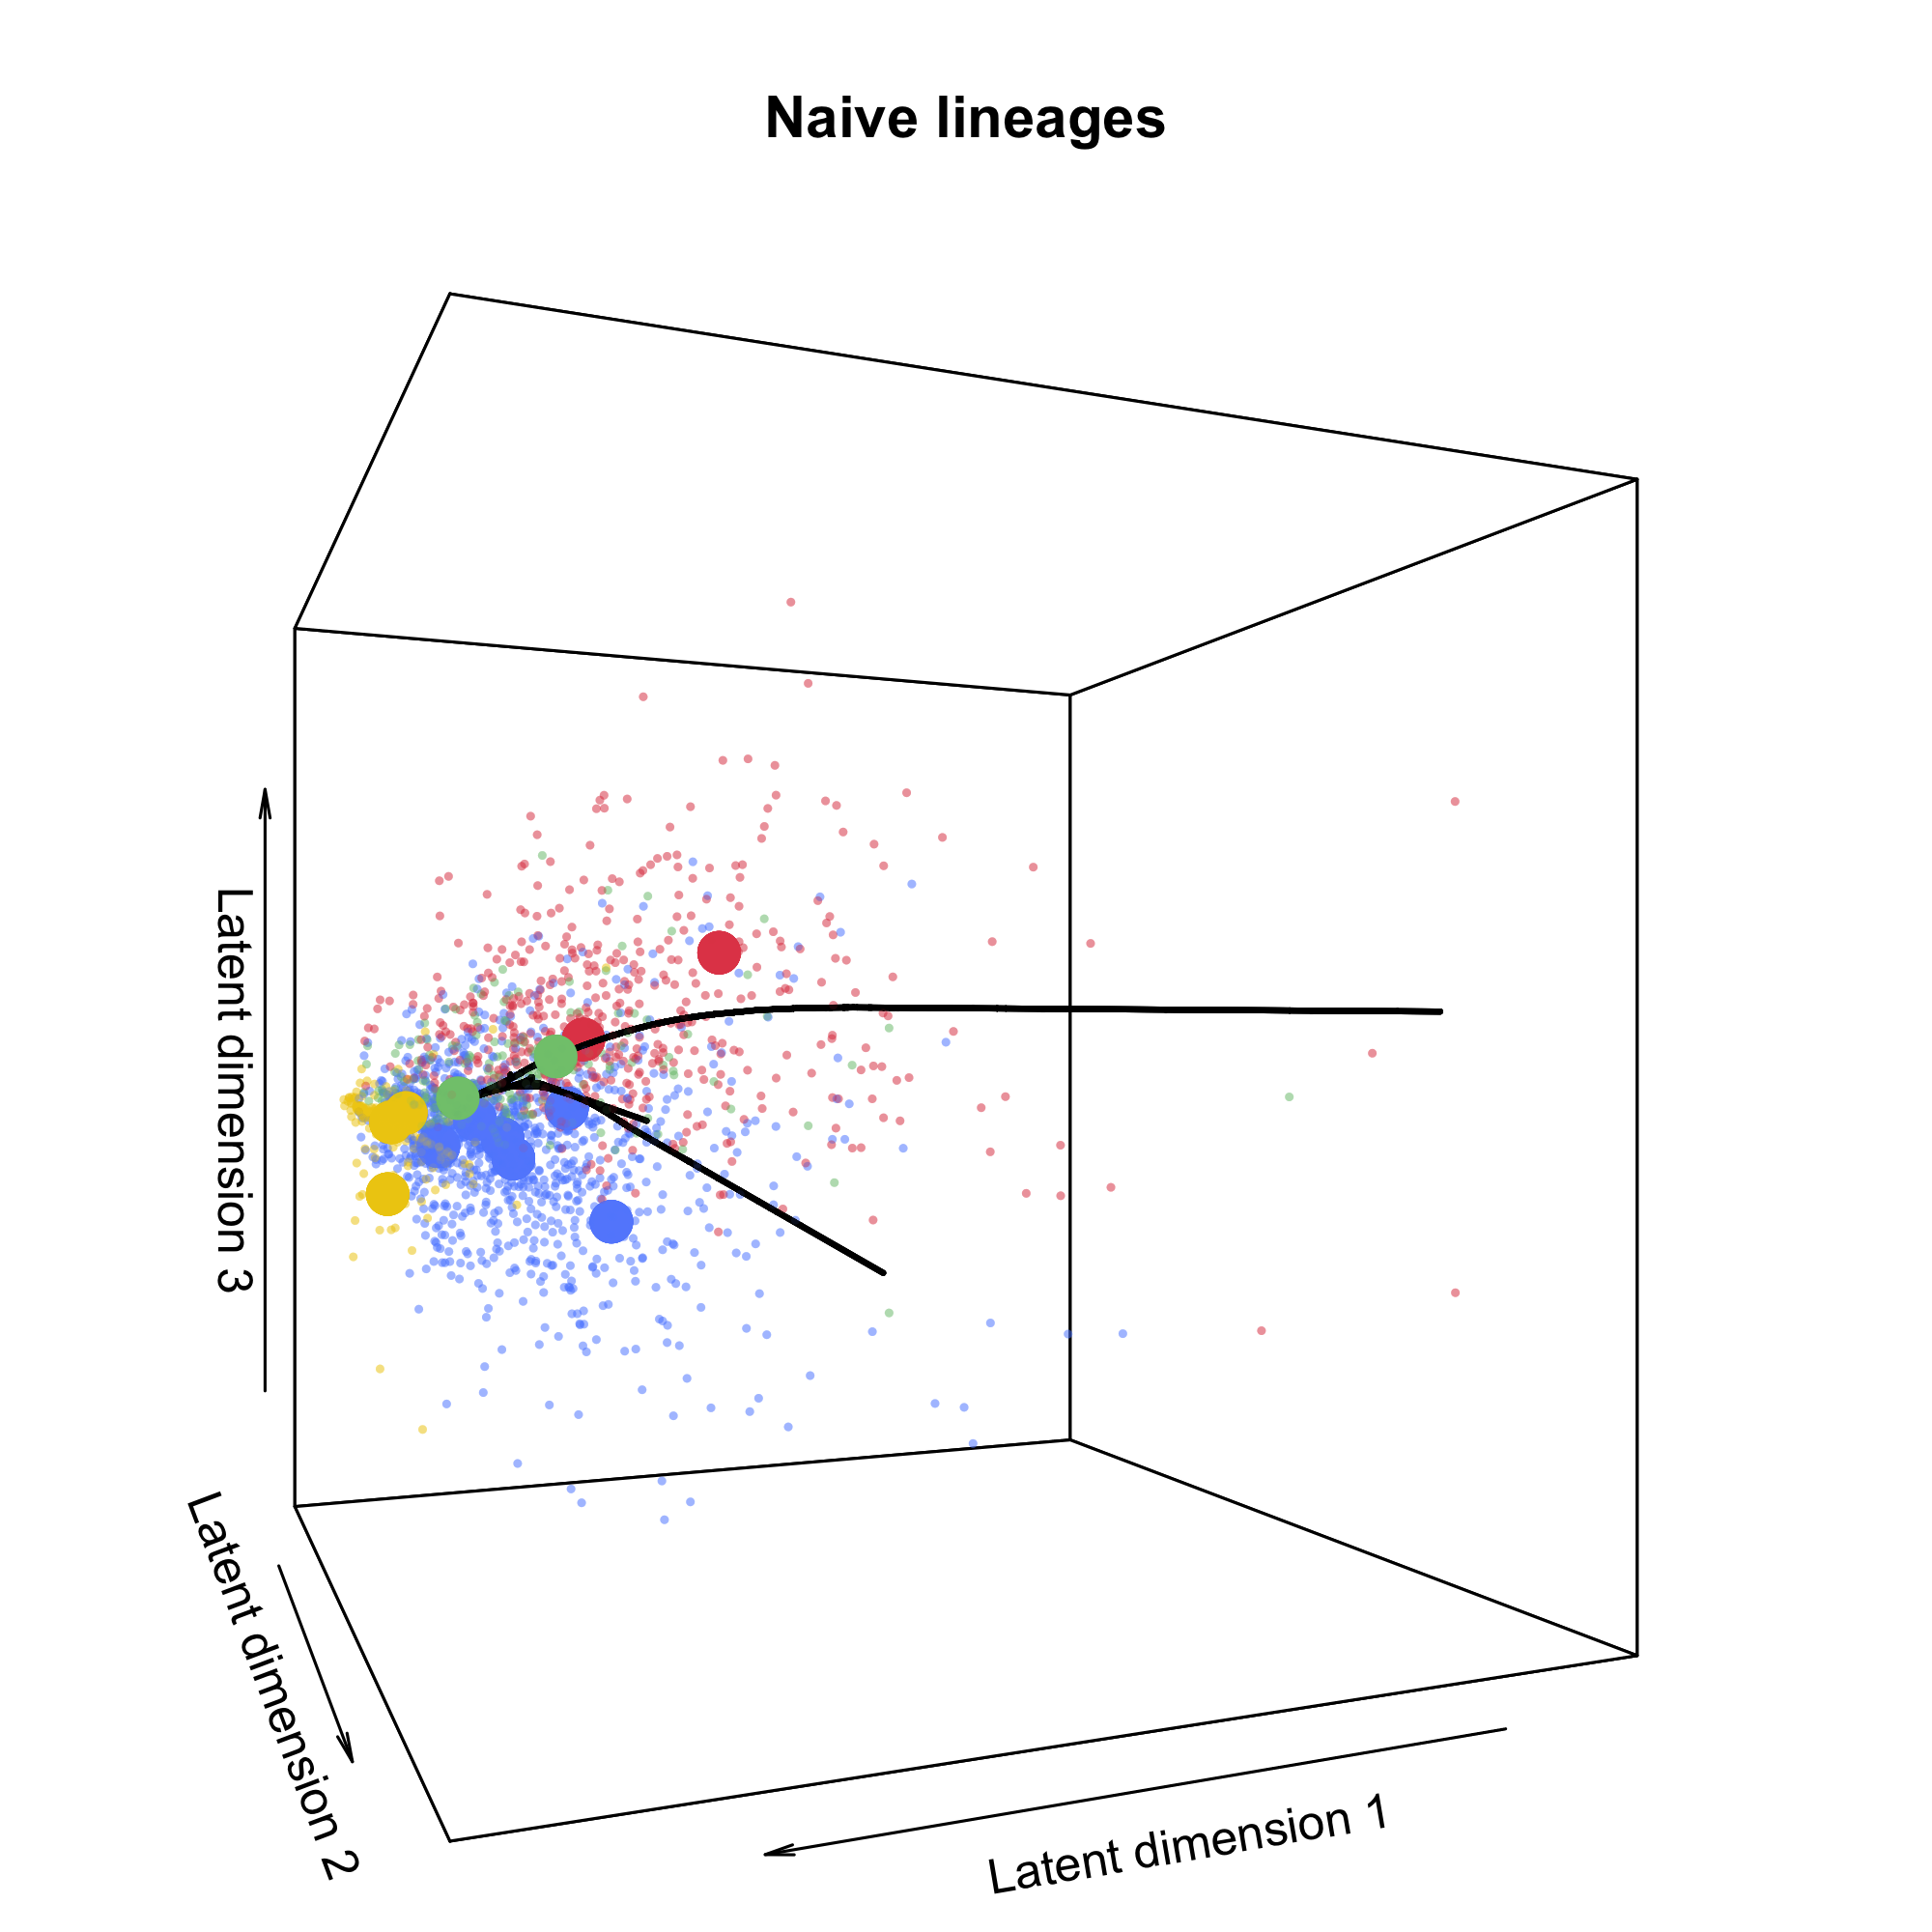 Naive lineages
Latent dimension 3
Latent dimension 2
Latent dimension 1